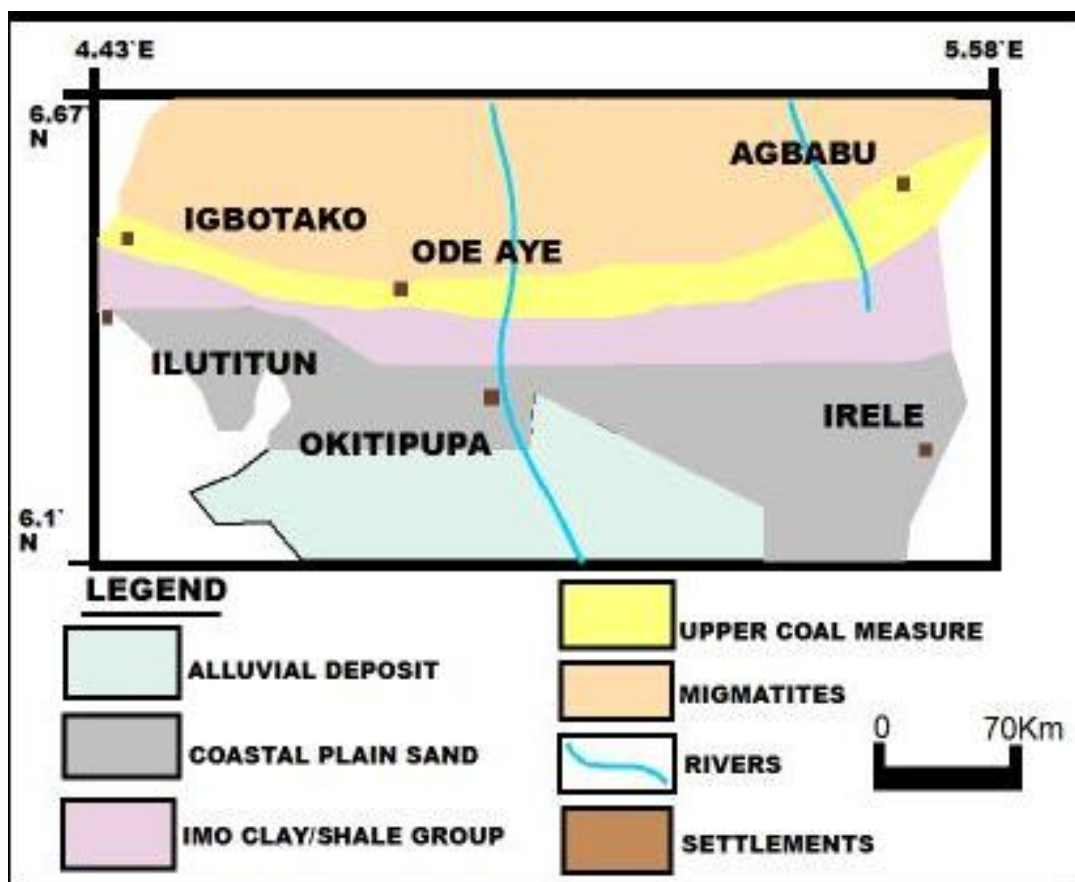 4.43`E
5.58`E
6.67`
N
AGBABU
IGBOTAKO
ODE AYE
ILUTITUN
IRELE
OKITIPUPA
6.1`
N
LEGEND
ALLUVIAL DEPOSIT
COASTAL PLAIN SAND
IMO CLAY/SHALE GROUP
UPPER COAL MEASURE
MIGMATITES
RIVERS
SETTLEMENTS
0 70Km